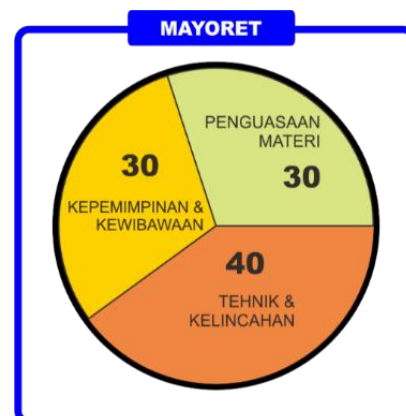 MAYORET
PENGUASAAN
MATERI
30
30
KEPEMIMPINAN &
KEWIBAWAAN
40
TEHNIK &
KELINCAHAN